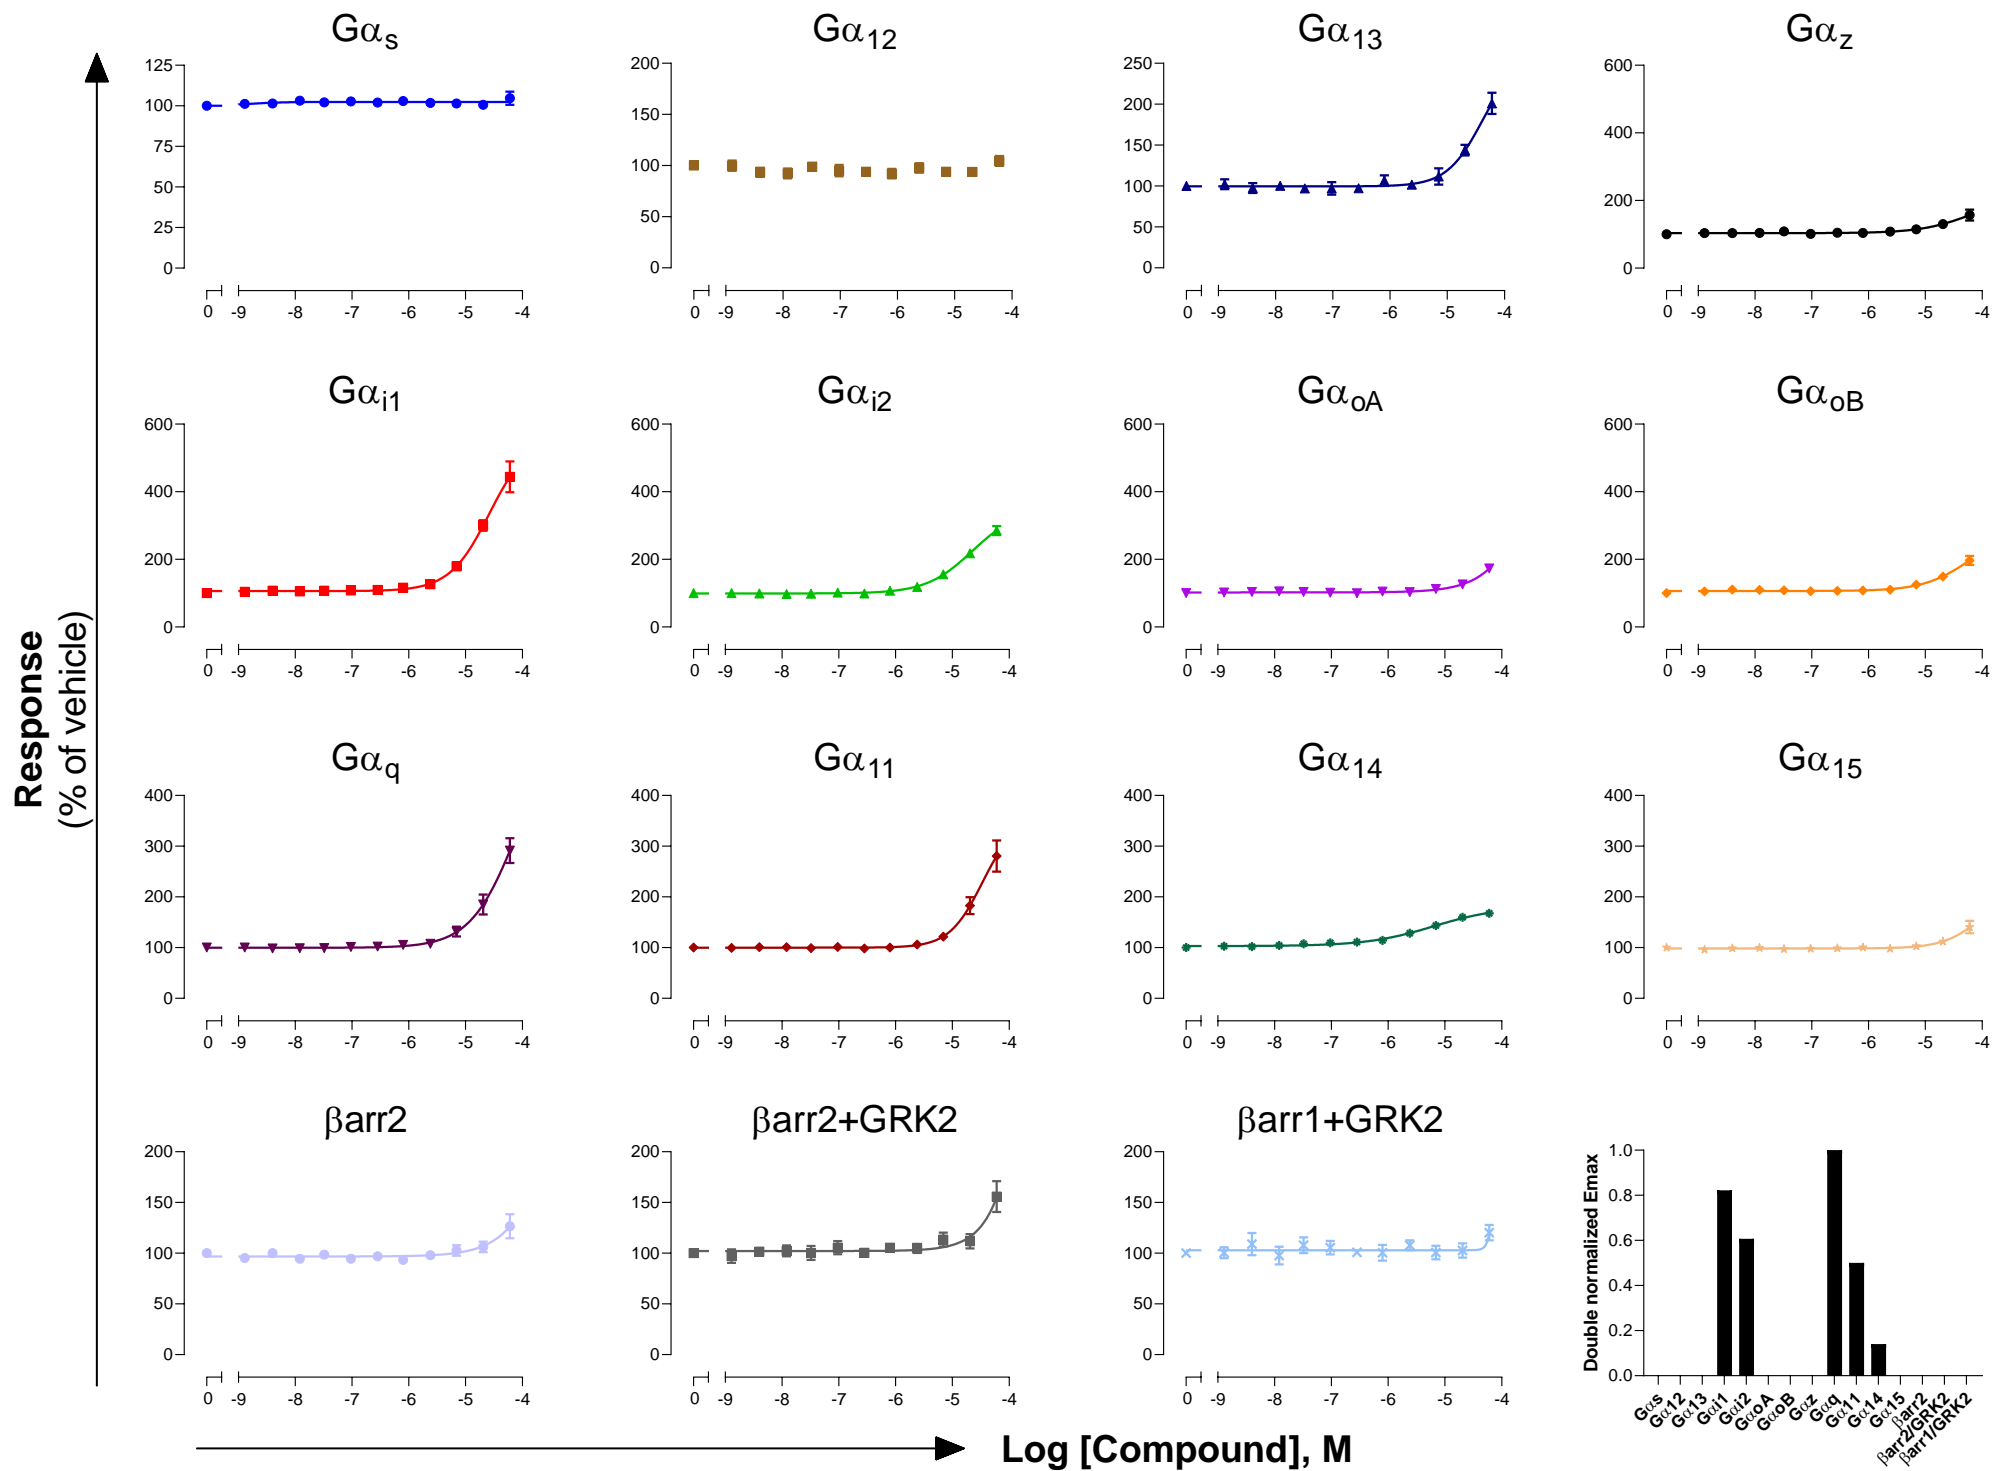 Gαs
125
100
75
50
25
0
0 -9 -8 -7 -6 -5 -4
Gα12
200
150
100
50
0
0 -9 -8 -7 -6 -5 -4
Gα13
250
200
150
100
50
0
0 -9 -8 -7 -6 -5 -4
Gαz
600
400
200
0
0 -9 -8 -7 -6 -5 -4
Gαi1
600
400
200
0
0 -9 -8 -7 -6 -5 -4
Gαi2
600
400
200
0
0 -9 -8 -7 -6 -5 -4
GαoA
600
400
200
0
0 -9 -8 -7 -6 -5 -4
GαoB
600
400
200
0
0 -9 -8 -7 -6 -5 -4
Response
(% of vehicle)
Gαq
400
300
200
100
0
0 -9 -8 -7 -6 -5 -4
Gα11
400
300
200
100
0
0 -9 -8 -7 -6 -5 -4
Gα14
400
300
200
100
0
0 -9 -8 -7 -6 -5 -4
Gα15
400
300
200
100
0
0 -9 -8 -7 -6 -5 -4
βarr2
200
150
100
50
0
0 -9 -8 -7 -6 -5 -4
βarr2+GRK2
200
150
100
50
0
0 -9 -8 -7 -6 -5 -4
βarr1+GRK2
200
150
100
50
0
0 -9 -8 -7 -6 -5 -4
Double normalized Emax
1.0
0.8
0.6
0.4
0.2
0.0
Gαs
Gα12
Gα13
Gαi1
Gαi2
GαoA
GαoB
Gαz
Gαq
Gα11
Gα14
Gα15
βarr2
βarr2/GRK2
βarr1/GRK2
Log [Compound], M